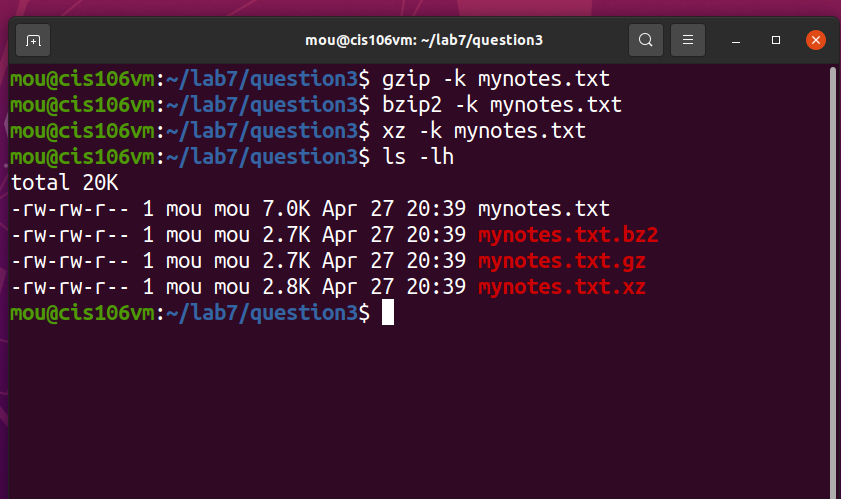 mou@cis106vm: ~/lab7/question3
mou@cis106vm:~/lab7/question3$ gzip -k mynotes.txt
mou@cis106vm:~/lab7/question3$ bzip2 -k mynotes.txt
mou@cis106vm:~/lab7/question3$ xz -k mynotes.txt
mou@cis106vm:~/lab7/question3$ ls -lh
total 20K
-rw-rw-r-- 1 mou mou 7.0K Apr 27 20:39 mynotes.txt
-rw-rw-r-- 1 mou mou 2.7K Apr 27 20:39 mynotes.txt.bz2
-rw-rw-r-- 1 mou mou 2.7K Apr 27 20:39 mynotes.txt.gz
-rw-rw-r-- 1 mou mou 2.8K Apr 27 20:39 mynotes.txt.xz
mou@cis106vm:~/lab7/question3$